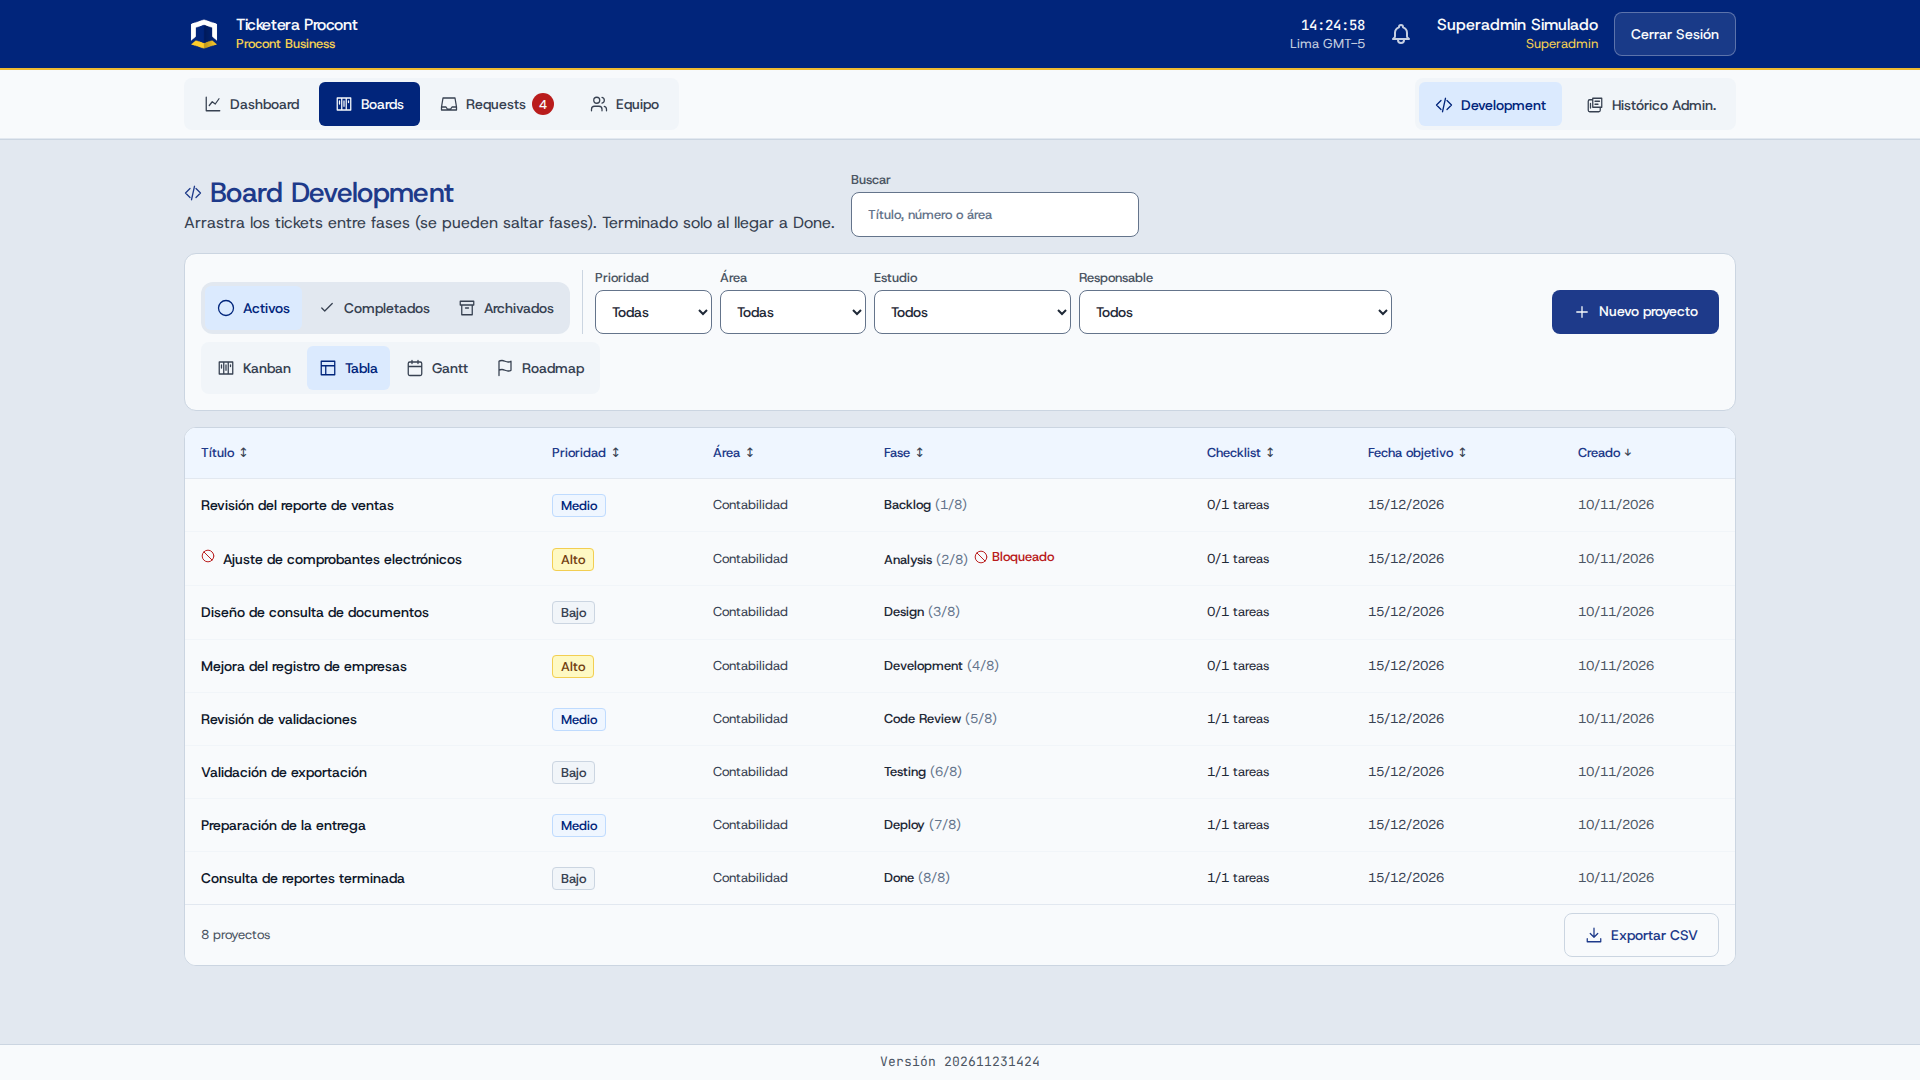 Ticketera Procont
Procont Business
14:24:58
Lima GMT-5
Superadmin Simulado
Superadmin
Cerrar Sesión
Dashboard
Boards
Requests 4
Equipo
Development
Histórico Admin.
Board Development
Arrastra los tickets entre fases (se pueden saltar fases). Terminado solo al llegar a Done.
Buscar
Título, número o área
Activos
Completados
Archivados
Prioridad
Todas
Área
Todas
Estudio
Todos
Responsable
Todos
Nuevo proyecto
Kanban
Tabla
Gantt
Roadmap
Título ↕ Prioridad ↕ Área ↕ Fase ↕ Checklist ↕ Fecha objetivo ↕ Creado ↓
Revisión del reporte de ventas Medio Contabilidad Backlog (1/8) 0/1 tareas 15/12/2026 10/11/2026
Ajuste de comprobantes electrónicos Alto Contabilidad Analysis (2/8) Bloqueado 0/1 tareas 15/12/2026 10/11/2026
Diseño de consulta de documentos Bajo Contabilidad Design (3/8) 0/1 tareas 15/12/2026 10/11/2026
Mejora del registro de empresas Alto Contabilidad Development (4/8) 0/1 tareas 15/12/2026 10/11/2026
Revisión de validaciones Medio Contabilidad Code Review (5/8) 1/1 tareas 15/12/2026 10/11/2026
Validación de exportación Bajo Contabilidad Testing (6/8) 1/1 tareas 15/12/2026 10/11/2026
Preparación de la entrega Medio Contabilidad Deploy (7/8) 1/1 tareas 15/12/2026 10/11/2026
Consulta de reportes terminada Bajo Contabilidad Done (8/8) 1/1 tareas 15/12/2026 10/11/2026
8 proyectos
Exportar CSV
Versión 202611231424